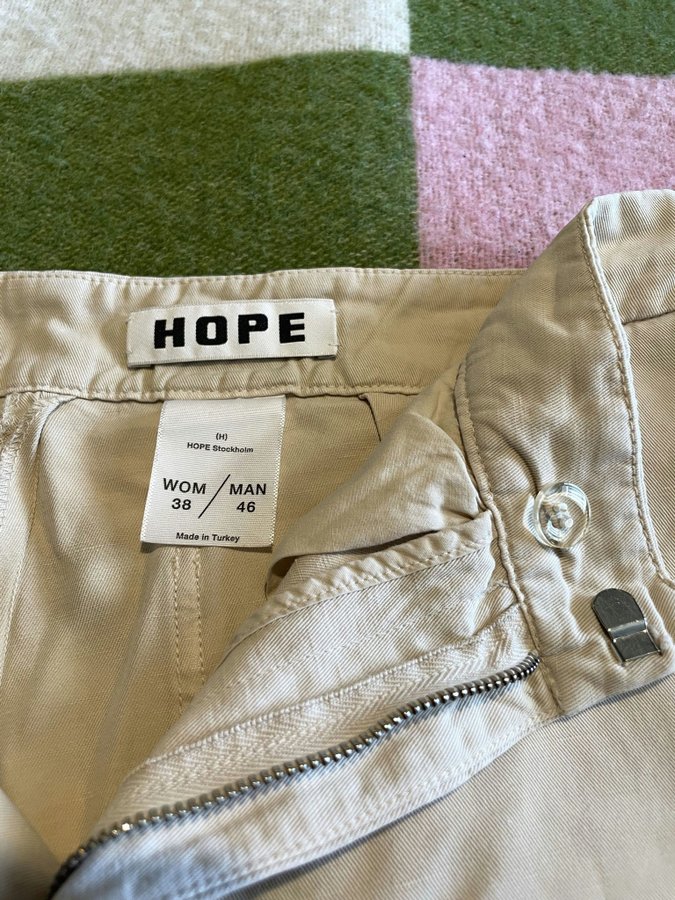 HOPE
(H)
HOPE Stockholm
WOM / MAN
38 / 46
Made in Turkey